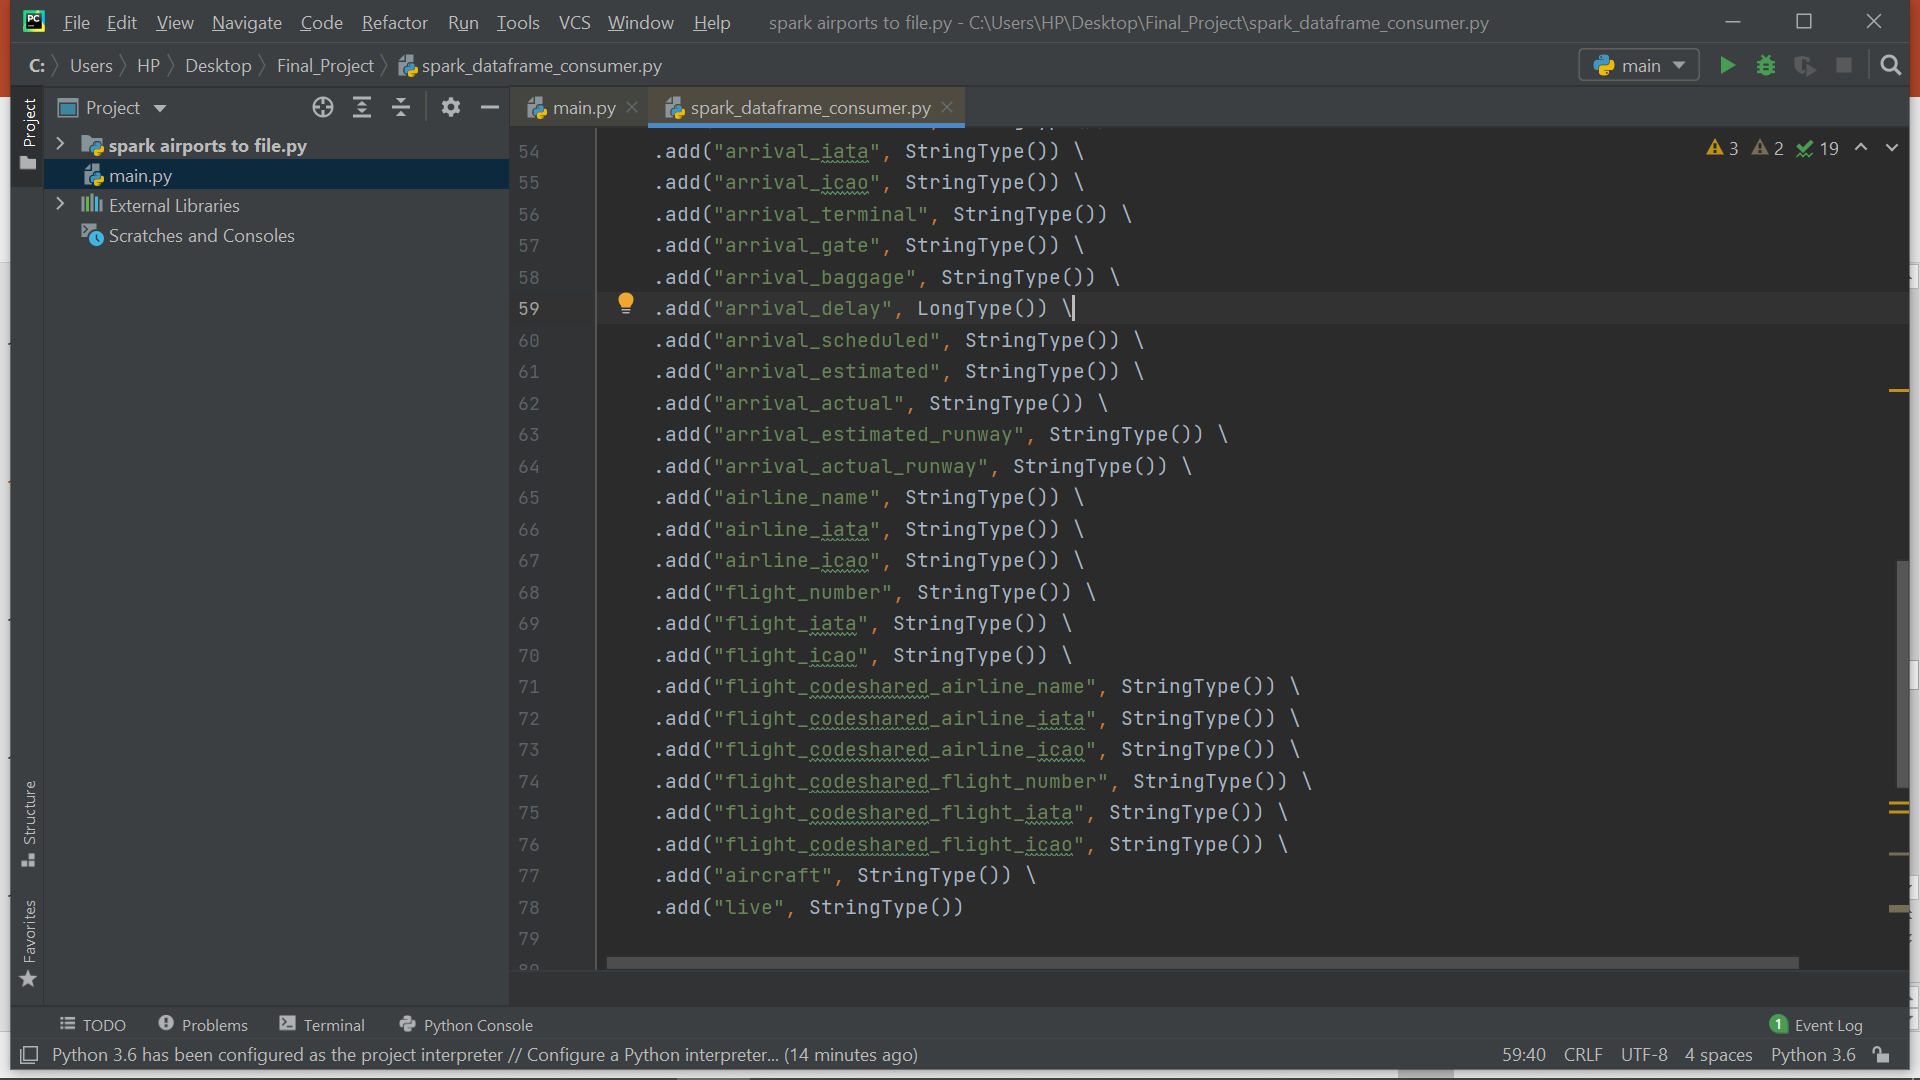 PC File Edit View Navigate Code Refactor Run Tools VCS Window Help spark airports to file.py - C:\Users\HP\Desktop\Final_Project\spark_dataframe_consumer.py
C: Users HP Desktop Final_Project spark_dataframe_consumer.py main
Project
Project
main.py spark_dataframe_consumer.py
spark airports to file.py
main.py
External Libraries
Scratches and Consoles
3 2 19
54 .add("arrival_iata", StringType()) \
55 .add("arrival_icao", StringType()) \
56 .add("arrival_terminal", StringType()) \
57 .add("arrival_gate", StringType()) \
58 .add("arrival_baggage", StringType()) \
59 .add("arrival_delay", LongType()) \
60 .add("arrival_scheduled", StringType()) \
61 .add("arrival_estimated", StringType()) \
62 .add("arrival_actual", StringType()) \
63 .add("arrival_estimated_runway", StringType()) \
64 .add("arrival_actual_runway", StringType()) \
65 .add("airline_name", StringType()) \
66 .add("airline_iata", StringType()) \
67 .add("airline_icao", StringType()) \
68 .add("flight_number", StringType()) \
69 .add("flight_iata", StringType()) \
70 .add("flight_icao", StringType()) \
71 .add("flight_codeshared_airline_name", StringType()) \
72 .add("flight_codeshared_airline_iata", StringType()) \
73 .add("flight_codeshared_airline_icao", StringType()) \
74 .add("flight_codeshared_flight_number", StringType()) \
75 .add("flight_codeshared_flight_iata", StringType()) \
76 .add("flight_codeshared_flight_icao", StringType()) \
77 .add("aircraft", StringType()) \
78 .add("live", StringType())
79
Structure
Favorites
TODO Problems Terminal Python Console 1 Event Log
Python 3.6 has been configured as the project interpreter // Configure a Python interpreter... (14 minutes ago) 59:40 CRLF UTF-8 4 spaces Python 3.6